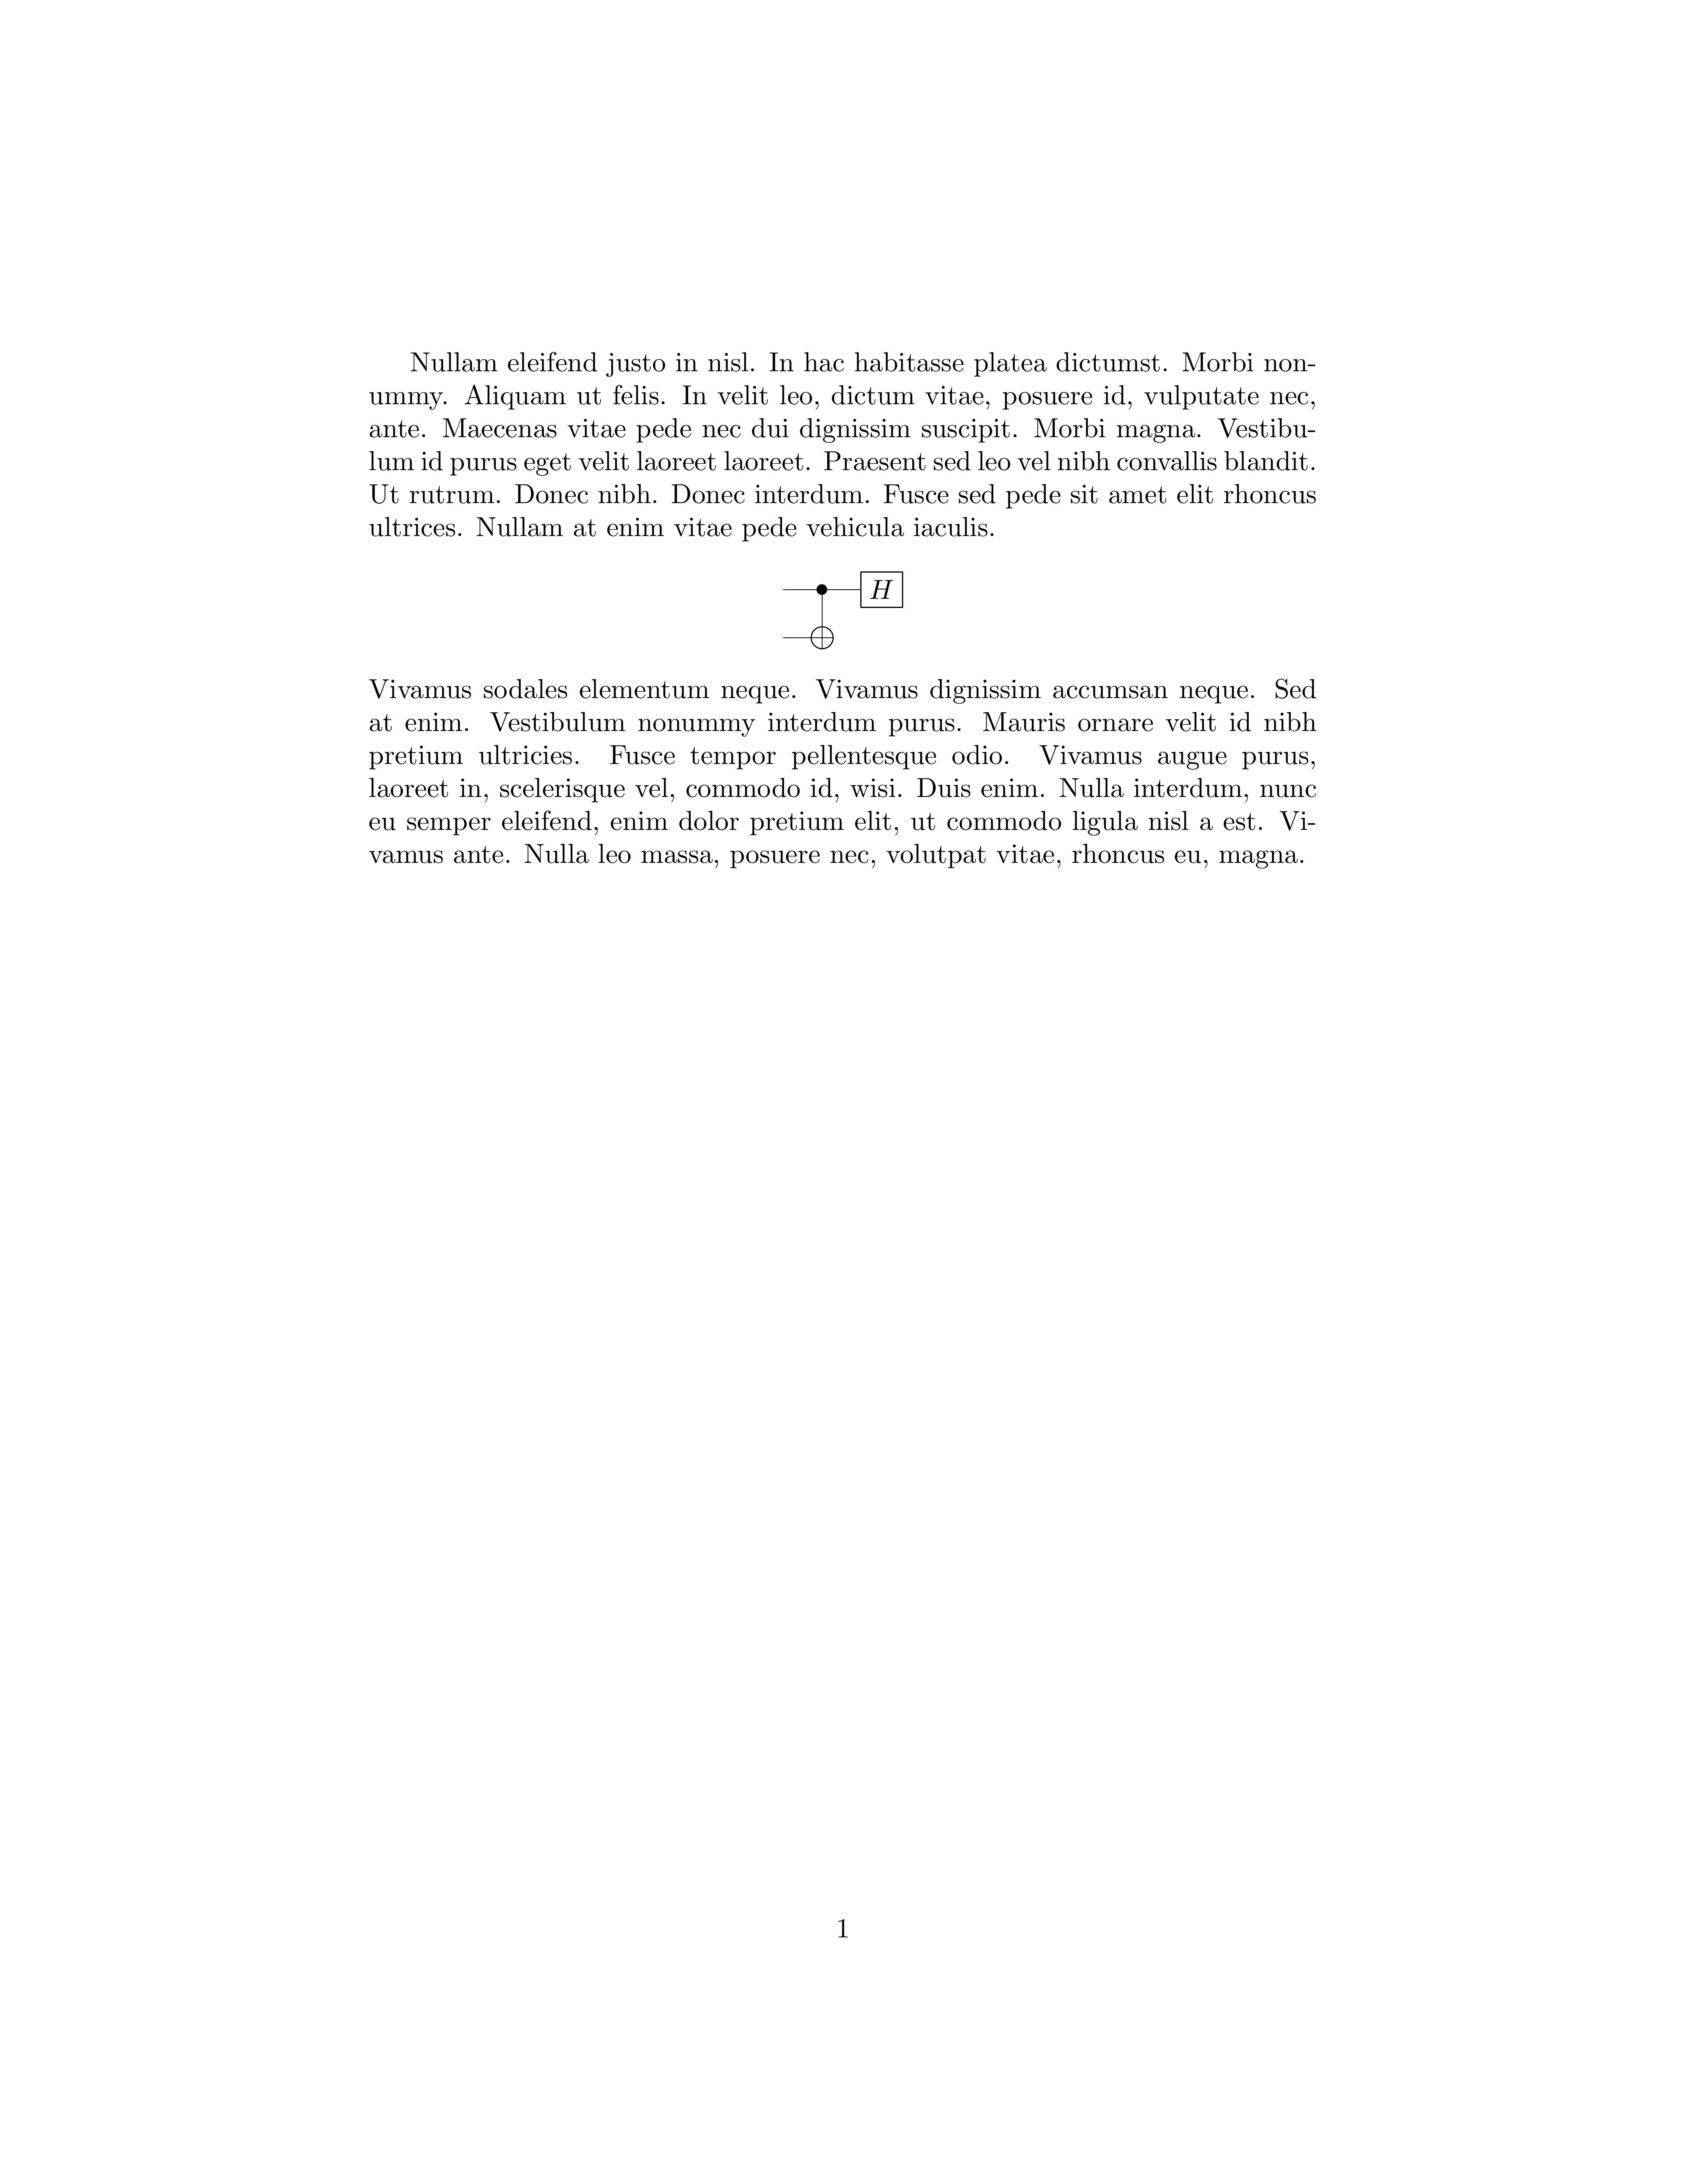 Nullam eleifend justo in nisl. In hac habitasse platea dictumst. Morbi non-
ummy. Aliquam ut felis. In velit leo, dictum vitae, posuere id, vulputate nec,
ante. Maecenas vitae pede nec dui dignissim suscipit. Morbi magna. Vestibu-
lum id purus eget velit laoreet laoreet. Praesent sed leo vel nibh convallis blandit.
Ut rutrum. Donec nibh. Donec interdum. Fusce sed pede sit amet elit rhoncus
ultrices. Nullam at enim vitae pede vehicula iaculis.
H
Vivamus sodales elementum neque. Vivamus dignissim accumsan neque. Sed
at enim. Vestibulum nonummy interdum purus. Mauris ornare velit id nibh
pretium ultricies. Fusce tempor pellentesque odio. Vivamus augue purus,
laoreet in, scelerisque vel, commodo id, wisi. Duis enim. Nulla interdum, nunc
eu semper eleifend, enim dolor pretium elit, ut commodo ligula nisl a est. Vi-
vamus ante. Nulla leo massa, posuere nec, volutpat vitae, rhoncus eu, magna.
1